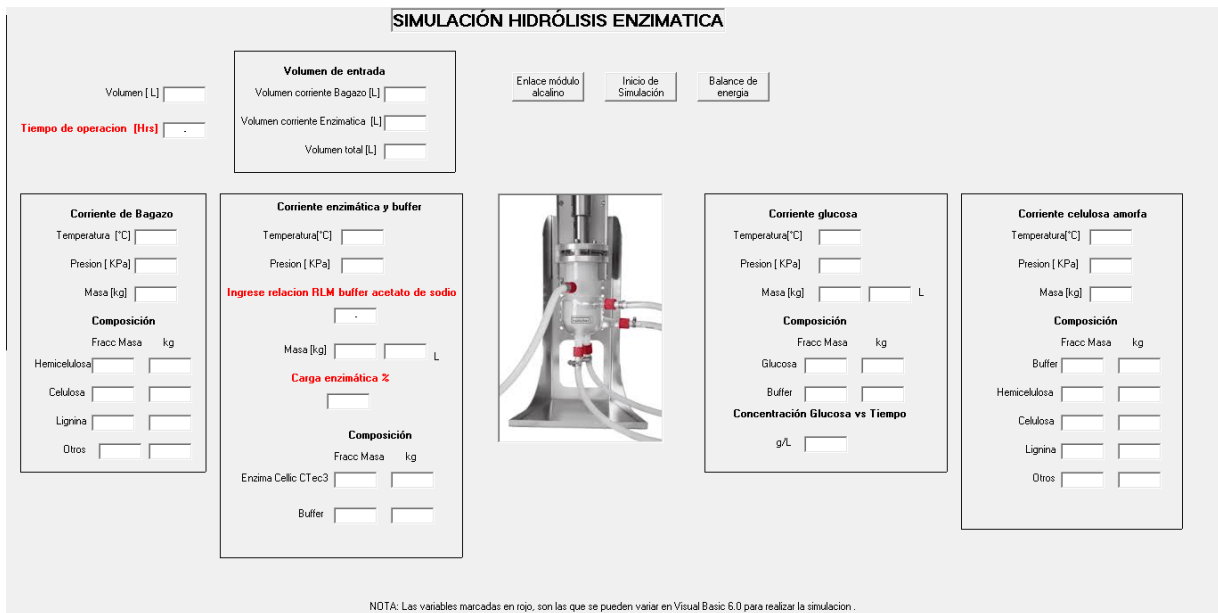 SIMULACIÓN HIDRÓLISIS ENZIMATICA
Volumen [ L]
Tiempo de operacion [Hrs]
.
Volumen de entrada
Volumen corriente Bagazo [L]
Volumen corriente Enzimatica [L]
Volumen total [L]
Enlace módulo
alcalino
Inicio de
Simulación
Balance de
energia
Corriente de Bagazo
Temperatura [°C]
Presion [ KPa]
Masa [kg]
Composición
Fracc Masa kg
Hemicelulosa
Celulosa
Lignina
Otros
Corriente enzimática y buffer
Temperatura[°C]
Presion [ KPa]
Ingrese relacion RLM buffer acetato de sodio
.
Masa [kg] L
Carga enzimática %
Composición
Fracc Masa kg
Enzima Cellic CTec3
Buffer
Corriente glucosa
Temperatura[°C]
Presion [ KPa]
Masa [kg] L
Composición
Fracc Masa kg
Glucosa
Buffer
Concentración Glucosa vs Tiempo
g/L
Corriente celulosa amorfa
Temperatura[°C]
Presion [ KPa]
Masa [kg]
Composición
Fracc Masa kg
Buffer
Hemicelulosa
Celulosa
Lignina
Otros
NOTA: Las variables marcadas en rojo, son las que se pueden variar en Visual Basic 6.0 para realizar la simulacion .